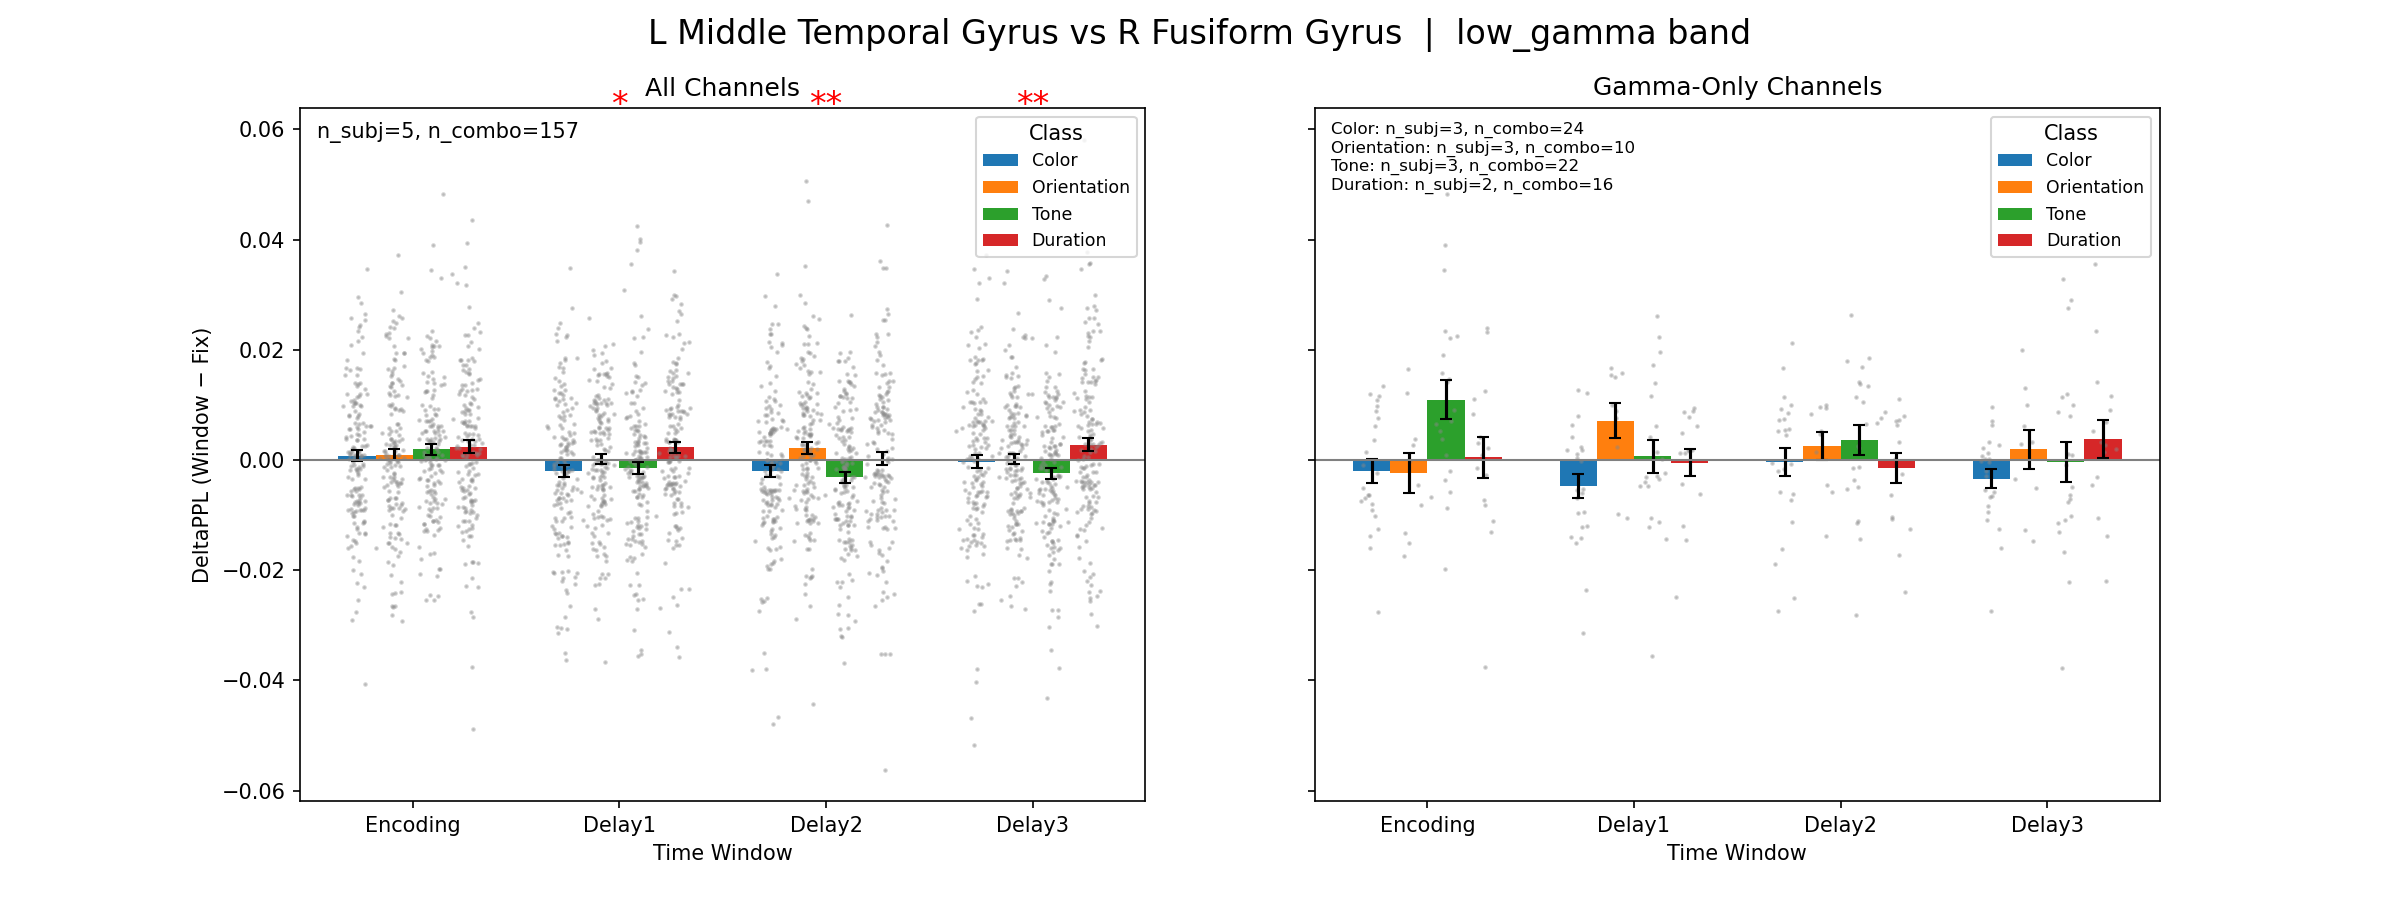 L Middle Temporal Gyrus vs R Fusiform Gyrus | low_gamma band
All Channels
* ** **
n_subj=5, n_combo=157
Class
Color
Orientation
Tone
Duration
0.06
0.04
0.02
0.00
−0.02
−0.04
−0.06
DeltaPPL (Window − Fix)
Encoding Delay1 Delay2 Delay3
Time Window
Gamma-Only Channels
Color: n_subj=3, n_combo=24
Orientation: n_subj=3, n_combo=10
Tone: n_subj=3, n_combo=22
Duration: n_subj=2, n_combo=16
Class
Color
Orientation
Tone
Duration
Encoding Delay1 Delay2 Delay3
Time Window